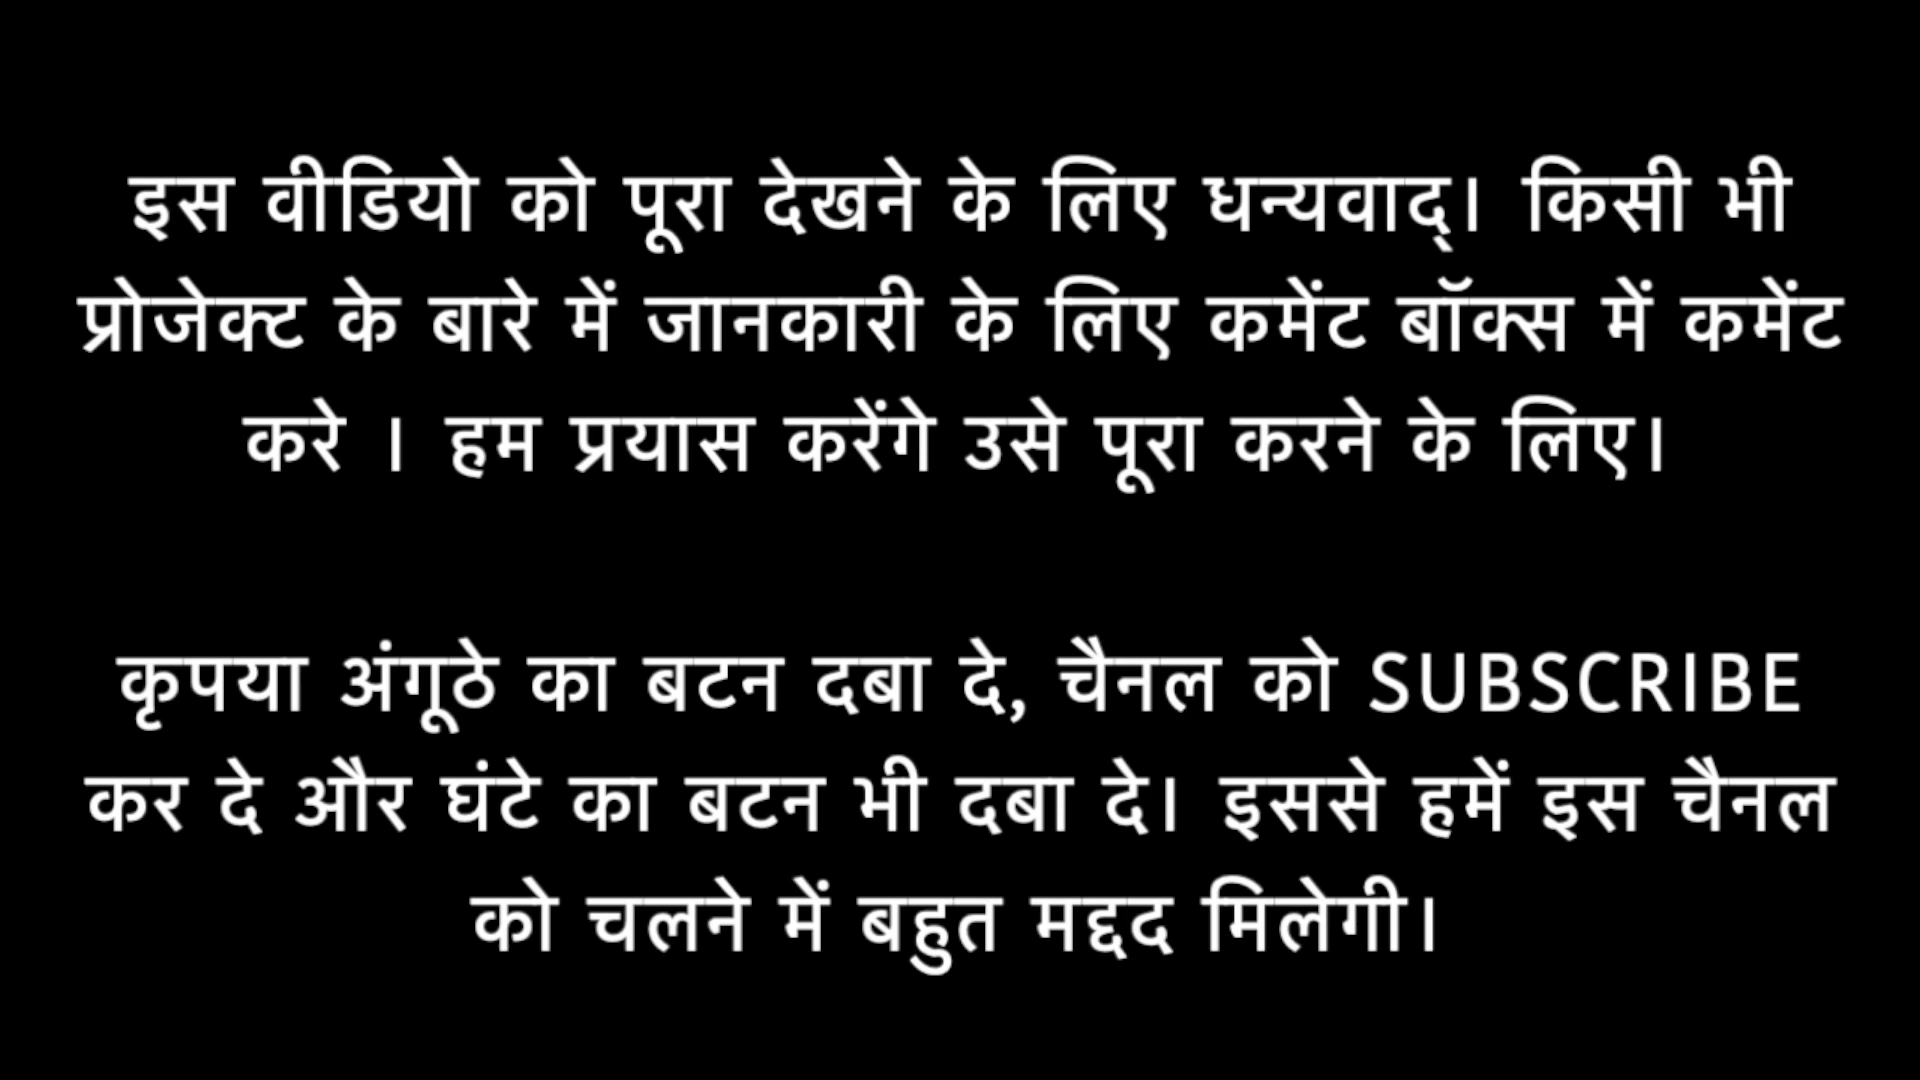 इस वीडियो को पूरा देखने के लिए धन्यवाद्। किसी भी
प्रोजेक्ट के बारे में जानकारी के लिए कमेंट बॉक्स में कमेंट
करे । हम प्रयास करेंगे उसे पूरा करने के लिए।
कृपया अंगूठे का बटन दबा दे, चैनल को SUBSCRIBE
कर दे और घंटे का बटन भी दबा दे। इससे हमें इस चैनल
को चलने में बहुत मद्दद मिलेगी।